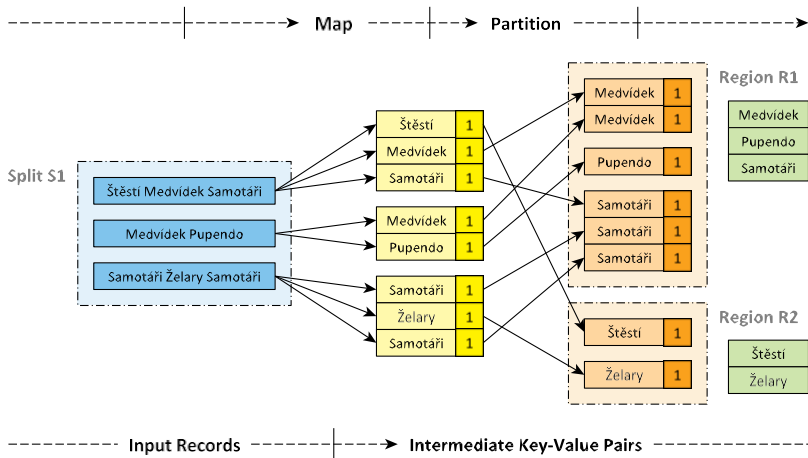 Map
Partition
Split S1
Štěstí Medvídek Samotáři
Medvídek Pupendo
Samotáři Želary Samotáři
Štěstí 1
Medvídek 1
Samotáři 1
Medvídek 1
Pupendo 1
Samotáři 1
Želary 1
Samotáři 1
Medvídek 1
Medvídek 1
Pupendo 1
Samotáři 1
Samotáři 1
Samotáři 1
Štěstí 1
Želary 1
Region R1
Medvídek
Pupendo
Samotáři
Region R2
Štěstí
Želary
Input Records
Intermediate Key-Value Pairs